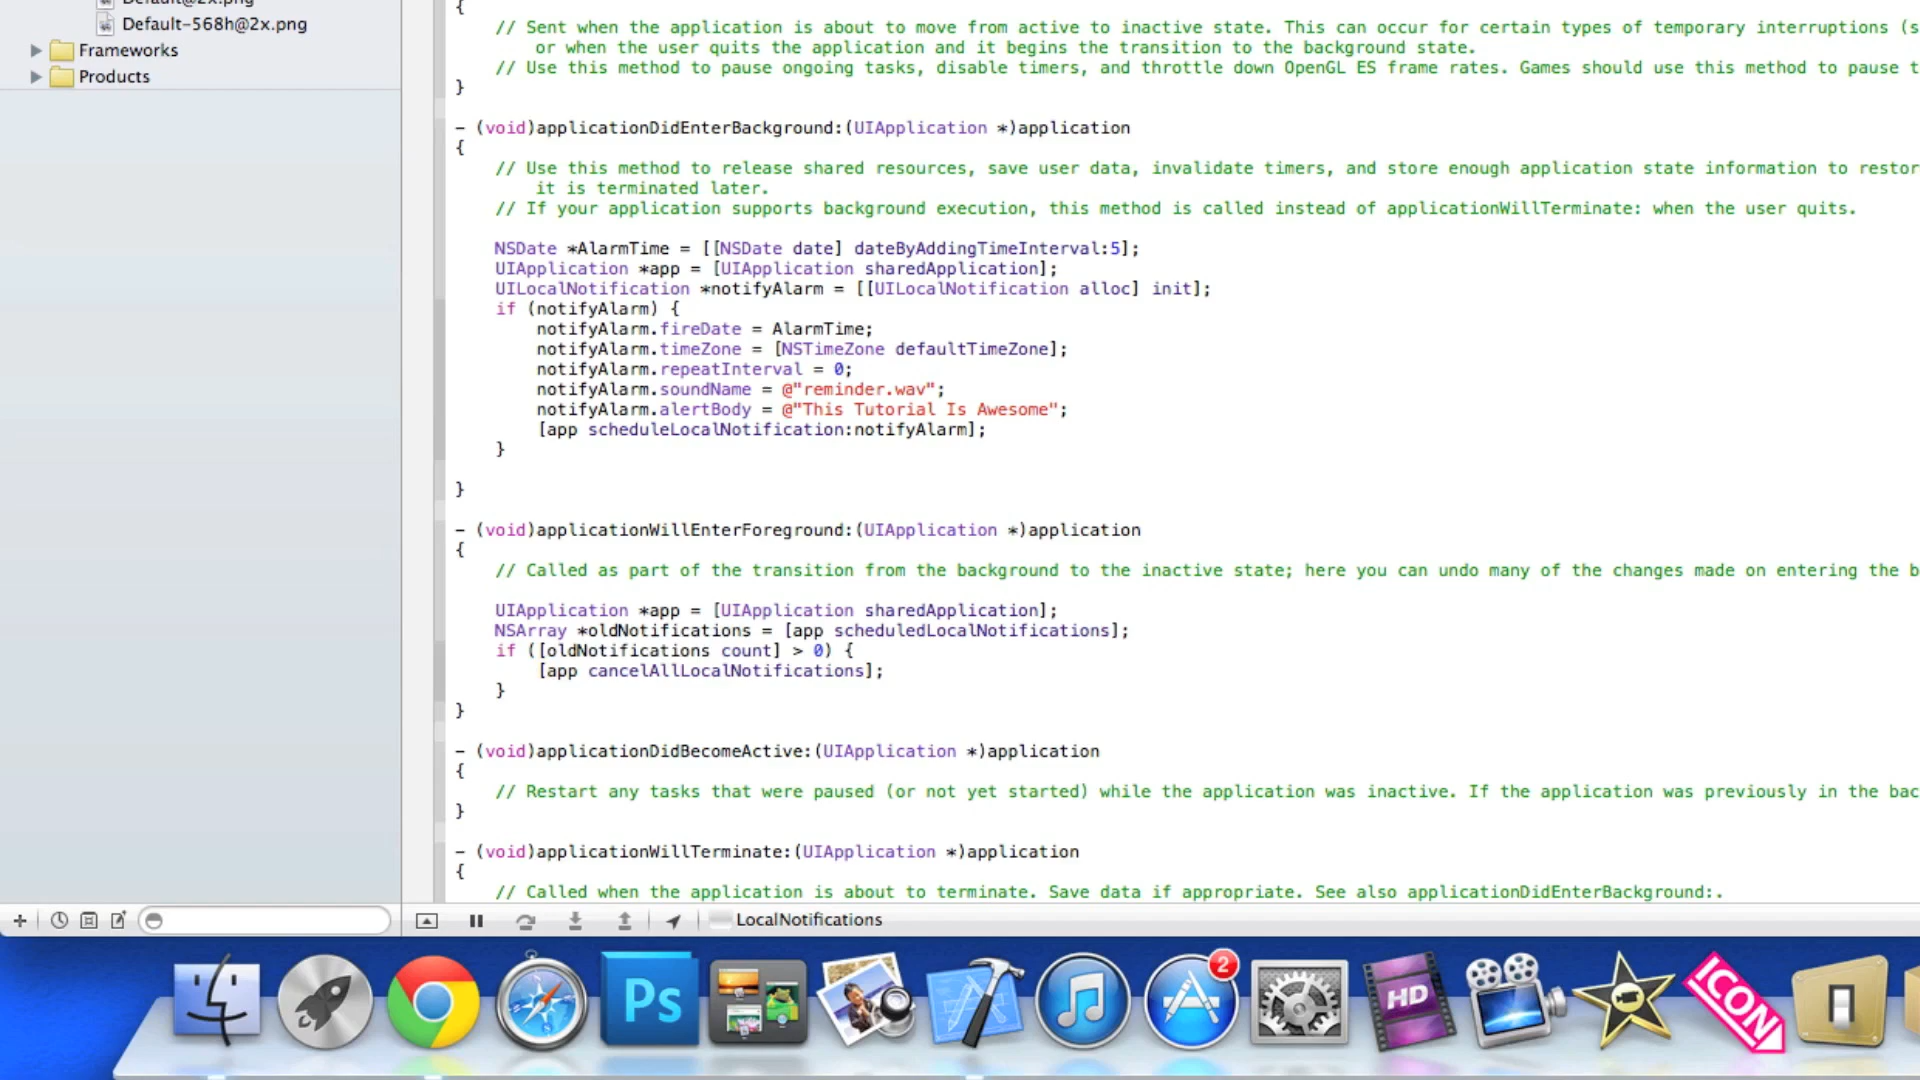 Default@2x.png
Default-568h@2x.png
Frameworks
Products
{
// Sent when the application is about to move from active to inactive state. This can occur for certain types of temporary interruptions (s
or when the user quits the application and it begins the transition to the background state.
// Use this method to pause ongoing tasks, disable timers, and throttle down OpenGL ES frame rates. Games should use this method to pause t
}
- (void)applicationDidEnterBackground:(UIApplication *)application
{
// Use this method to release shared resources, save user data, invalidate timers, and store enough application state information to restor
it is terminated later.
// If your application supports background execution, this method is called instead of applicationWillTerminate: when the user quits.
NSDate *AlarmTime = [[NSDate date] dateByAddingTimeInterval:5];
UIApplication *app = [UIApplication sharedApplication];
UILocalNotification *notifyAlarm = [[UILocalNotification alloc] init];
if (notifyAlarm) {
notifyAlarm.fireDate = AlarmTime;
notifyAlarm.timeZone = [NSTimeZone defaultTimeZone];
notifyAlarm.repeatInterval = 0;
notifyAlarm.soundName = @"reminder.wav";
notifyAlarm.alertBody = @"This Tutorial Is Awesome";
[app scheduleLocalNotification:notifyAlarm];
}
}
- (void)applicationWillEnterForeground:(UIApplication *)application
{
// Called as part of the transition from the background to the inactive state; here you can undo many of the changes made on entering the b
UIApplication *app = [UIApplication sharedApplication];
NSArray *oldNotifications = [app scheduledLocalNotifications];
if ([oldNotifications count] > 0) {
[app cancelAllLocalNotifications];
}
}
- (void)applicationDidBecomeActive:(UIApplication *)application
{
// Restart any tasks that were paused (or not yet started) while the application was inactive. If the application was previously in the bac
}
- (void)applicationWillTerminate:(UIApplication *)application
{
// Called when the application is about to terminate. Save data if appropriate. See also applicationDidEnterBackground:.
LocalNotifications
Ps
2
HD
ICON